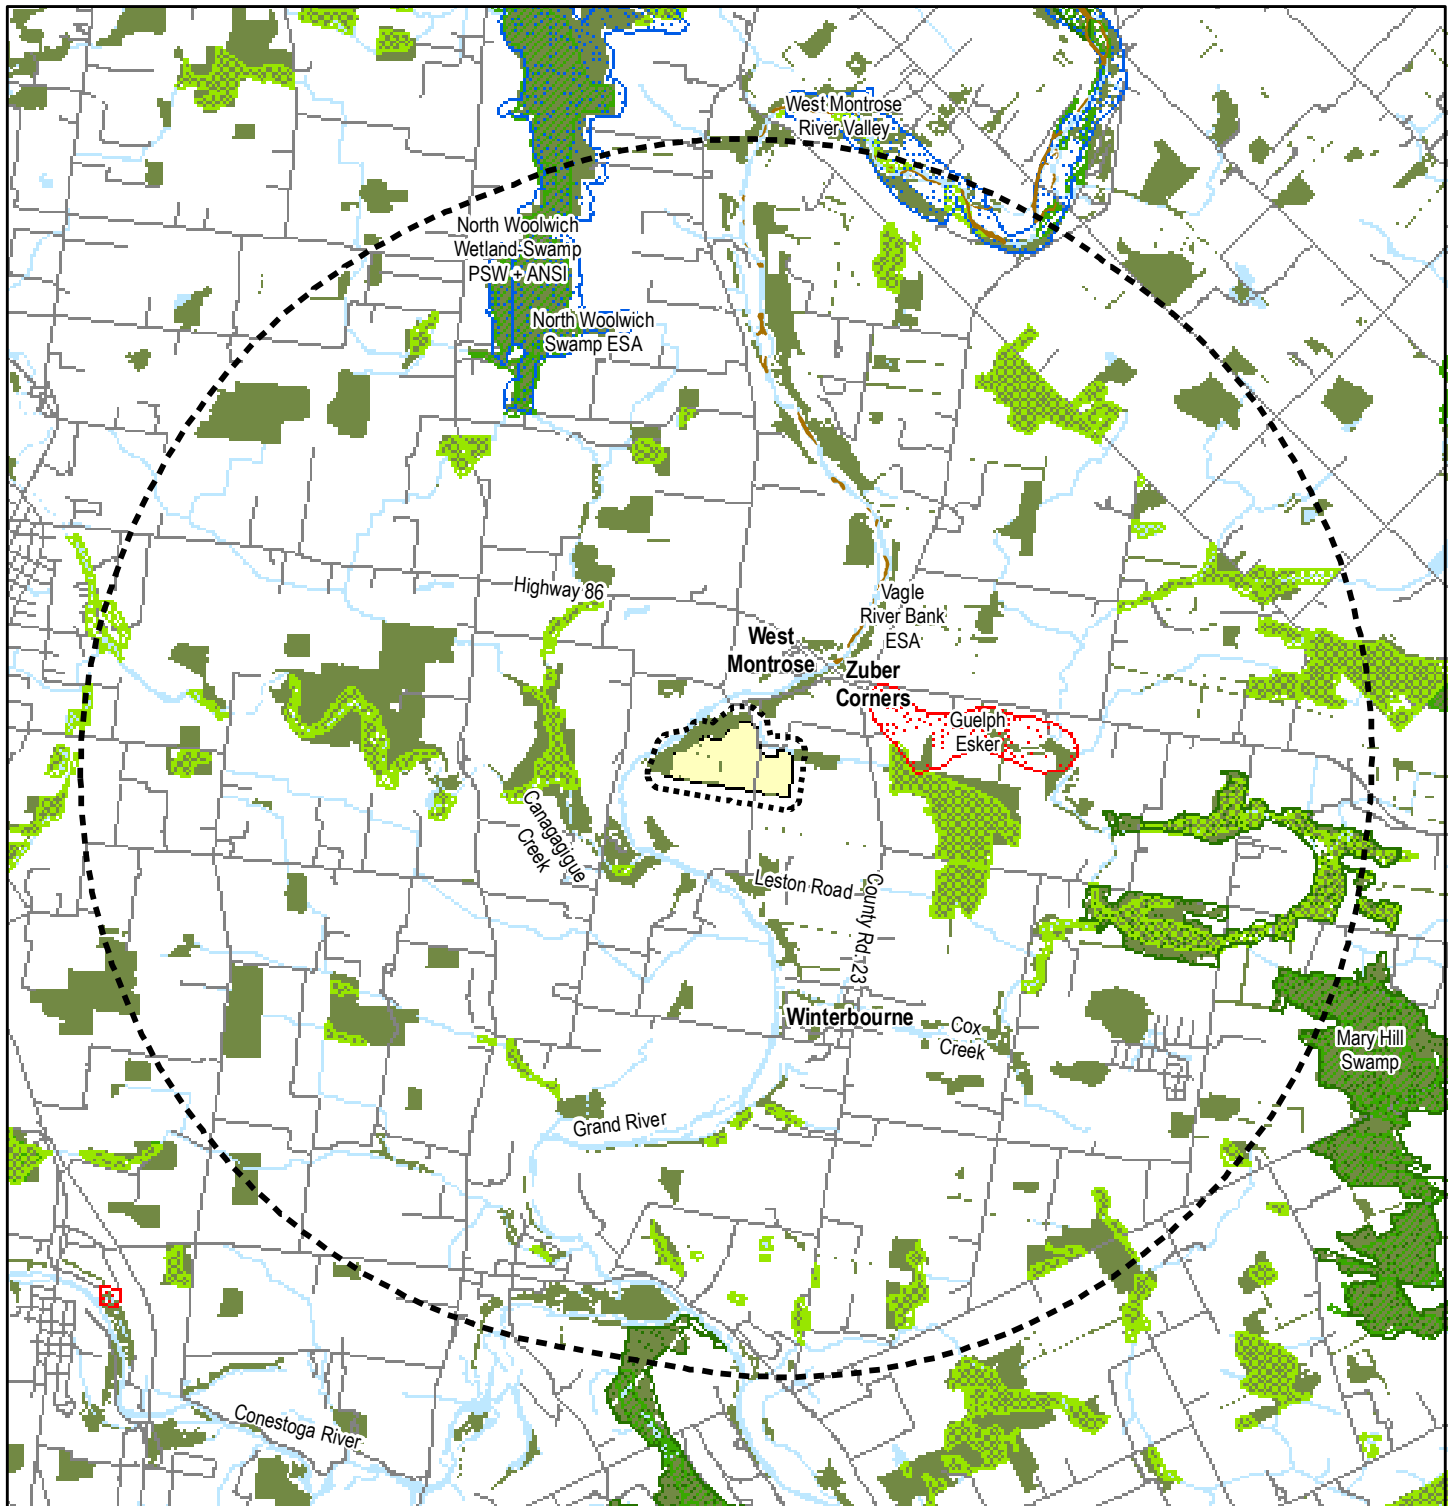 West Montrose
River Valley
North Woolwich
Wetland-Swamp
PSW + ANSI
North Woolwich
Swamp ESA
Highway 86
Vagle
River Bank
ESA
West
Montrose
Zuber
Corners
Guelph
Esker
Canagagigue
Creek
Leston Road
County Rd. 23
Winterbourne
Cox
Creek
Mary Hill
Swamp
Grand River
Conestoga River